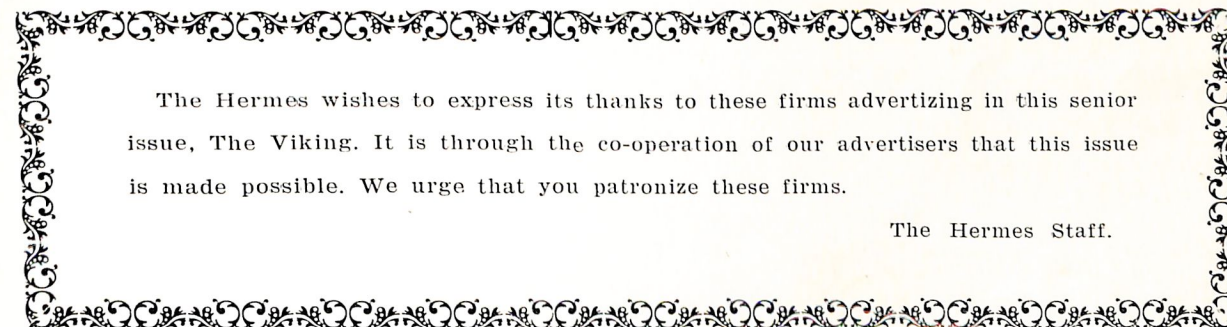 The Hermes wishes to express its thanks to these firms advertizing in this senior
issue, The Viking. It is through the co-operation of our advertisers that this issue
is made possible. We urge that you patronize these firms.
The Hermes Staff.